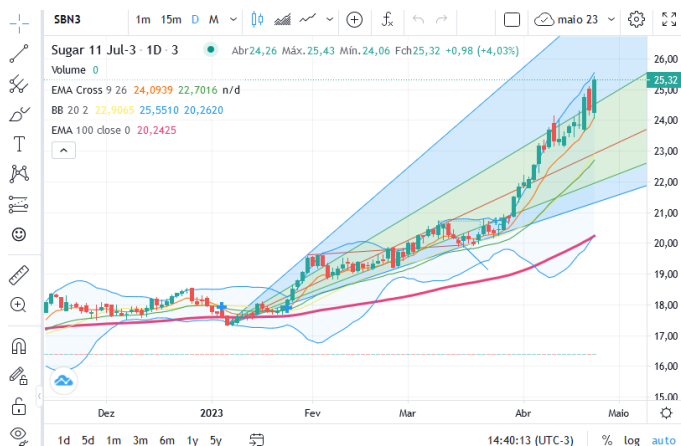 SBN3 1m 15m D M maio 23
Sugar 11 Jul-3 · 1D · 3 Abr24,26 Máx.25,43 Mín.24,06 Fch25,32 +0,98 (+4,03%)
Volume 0
EMA Cross 9 26 24,0939 22,7016 n/d
BB 20 2 22,9065 25,5510 20,2620
EMA 100 close 0 20,2425
26,00
25,32
25,00
24,00
23,00
22,00
21,00
20,00
19,00
18,00
17,00
16,00
15,00
Dez 2023 Fev Mar Abr Maio
1d 5d 1m 3m 6m 1y 5y 14:40:13 (UTC-3) % log auto